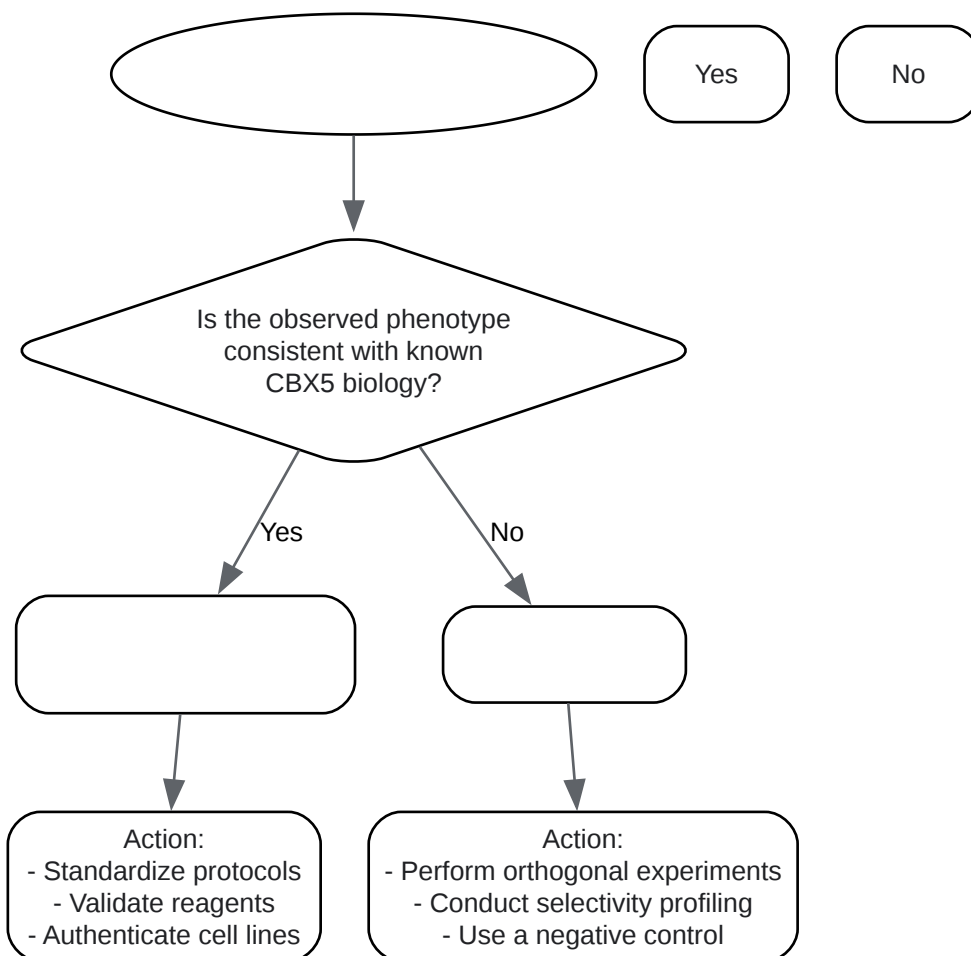 Yes
No
Is the observed phenotype
consistent with known
CBX5 biology?
Yes
No
Action:
- Standardize protocols
- Validate reagents
- Authenticate cell lines
Action:
- Perform orthogonal experiments
- Conduct selectivity profiling
- Use a negative control